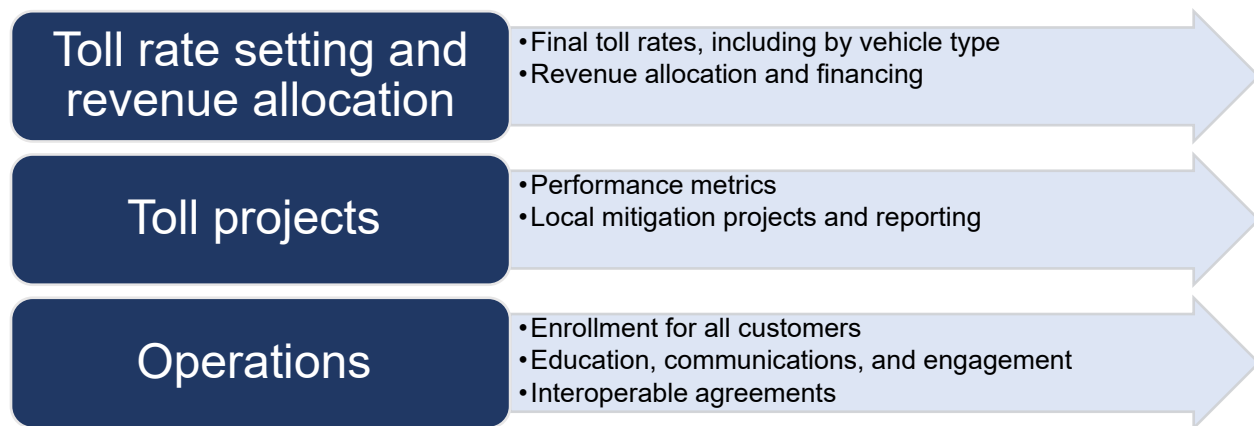 Toll rate setting and
revenue allocation
•Final toll rates, including by vehicle type
•Revenue allocation and financing
Toll projects
•Performance metrics
•Local mitigation projects and reporting
Operations
•Enrollment for all customers
•Education, communications, and engagement
•Interoperable agreements